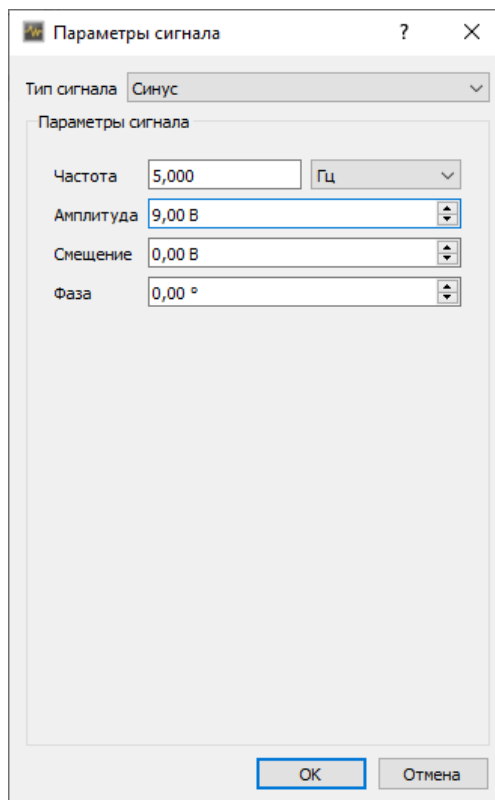 Параметры сигнала ? ×
Тип сигнала Синус
Параметры сигнала
Частота 5,000 Гц
Амплитуда 9,00 В
Смещение 0,00 В
Фаза 0,00 °
OK Отмена